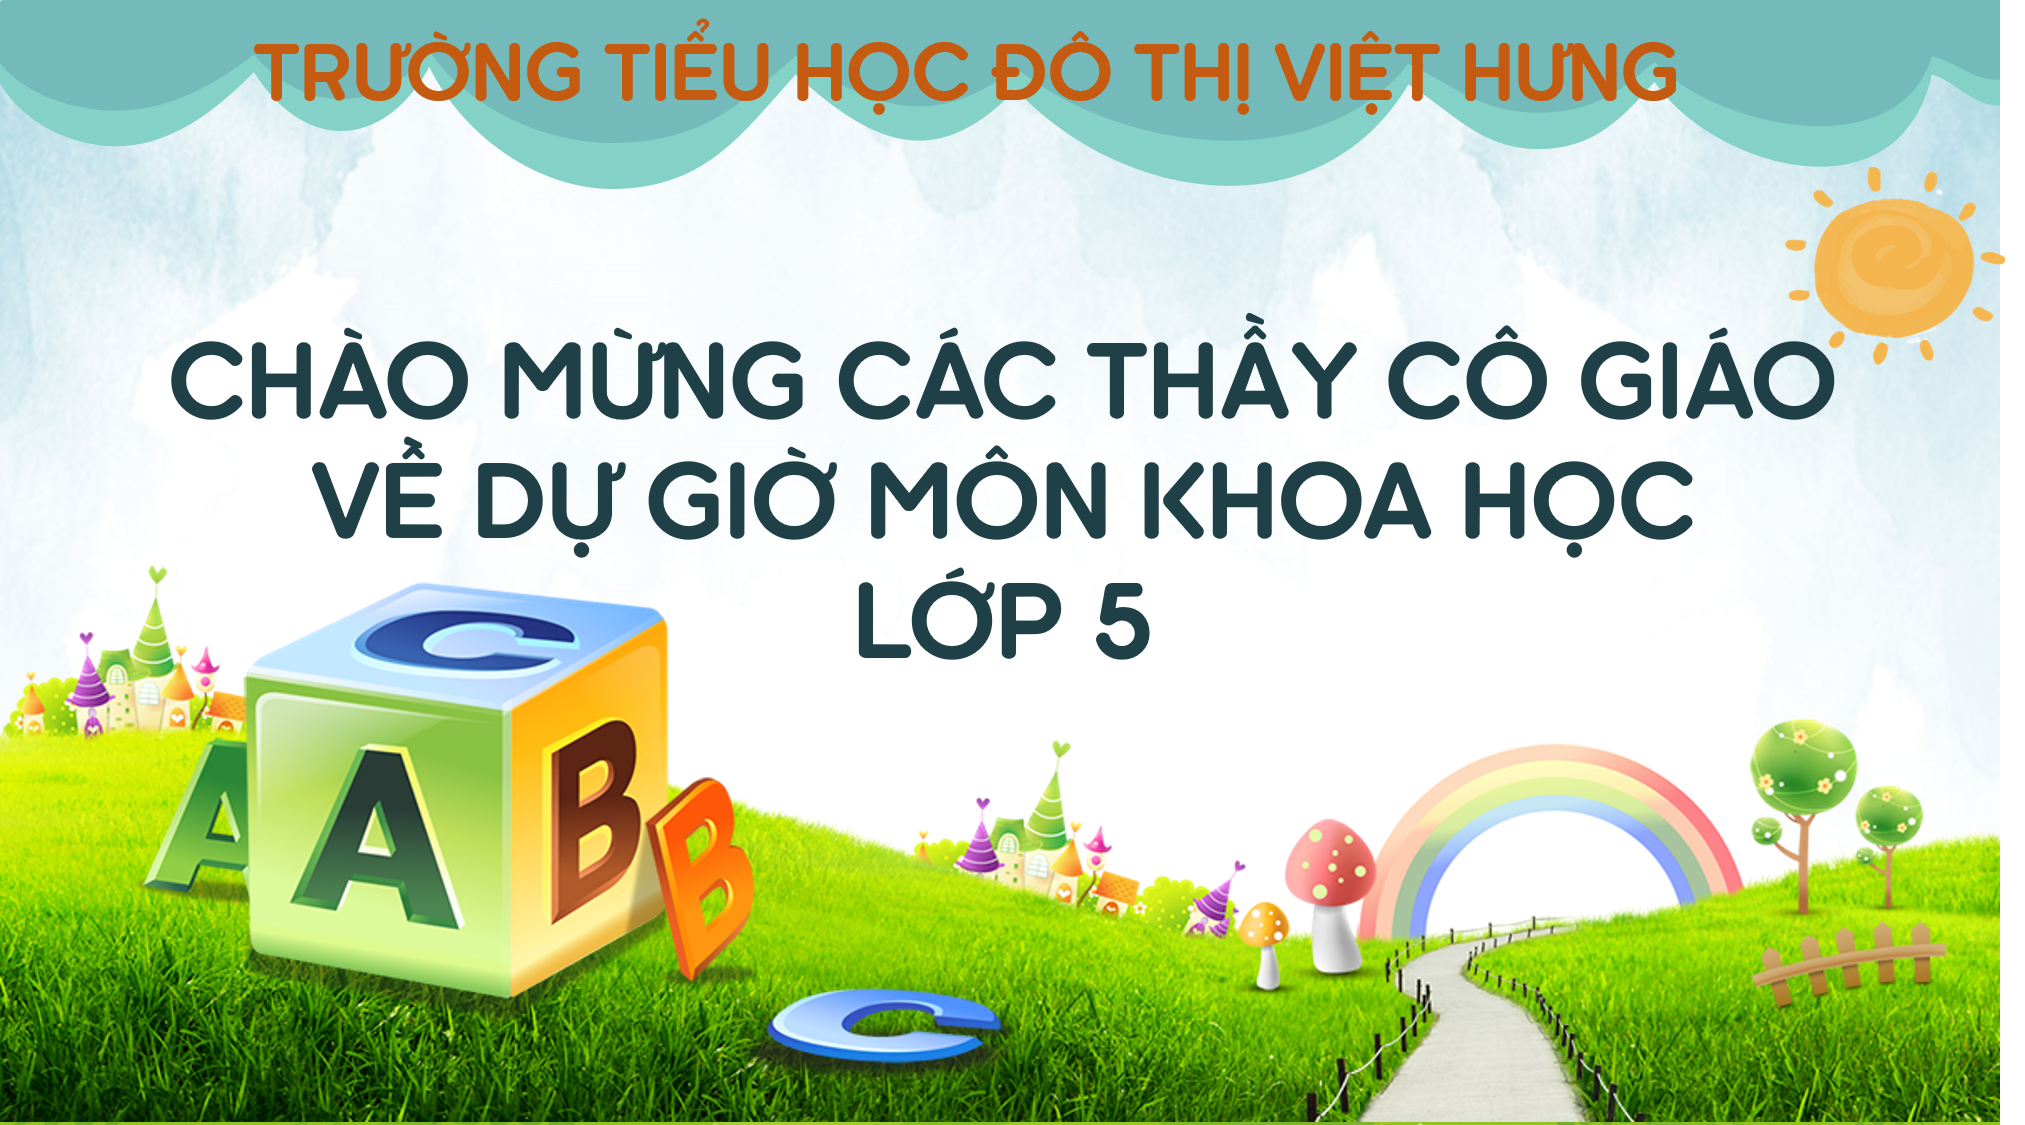 TRƯỜNG TIỂU HỌC ĐÔ THỊ VIỆT HƯNG
CHÀO MỪNG CÁC THẦY CÔ GIÁO
VỀ DỰ GIỜ MÔN KHOA HỌC
LỚP 5
C
A
A
B
B
C